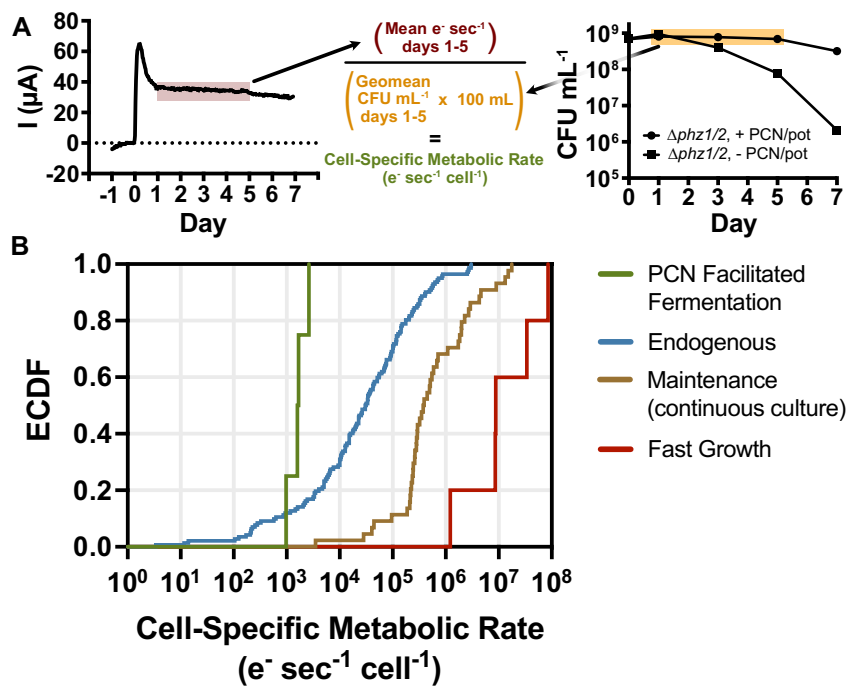 A
I (µA)
80
60
40
20
0
-20
-1 0 1 2 3 4 5 6 7
Day
(Mean e⁻ sec⁻¹
days 1-5)
(Geomean
CFU mL⁻¹ x 100 mL
days 1-5)
=
Cell-Specific Metabolic Rate
(e⁻ sec⁻¹ cell⁻¹)
CFU mL⁻¹
10⁹
10⁸
10⁷
10⁶
10⁵
Δphz1/2, + PCN/pot
Δphz1/2, - PCN/pot
0 1 3 5 7
Day
B
ECDF
1.0
0.8
0.6
0.4
0.2
0.0
10⁰ 10¹ 10² 10³ 10⁴ 10⁵ 10⁶ 10⁷ 10⁸
Cell-Specific Metabolic Rate
(e⁻ sec⁻¹ cell⁻¹)
PCN Facilitated
Fermentation
Endogenous
Maintenance
(continuous culture)
Fast Growth